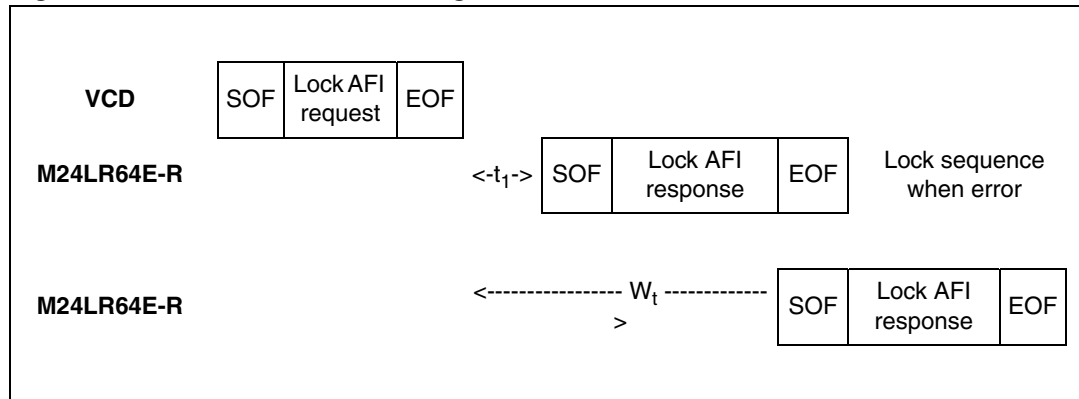 VCD
SOF
Lock AFI
request
EOF
M24LR64E-R
<-t1->
SOF
Lock AFI
response
EOF
Lock sequence
when error
M24LR64E-R
<----------------- Wt -------------
>
SOF
Lock AFI
response
EOF